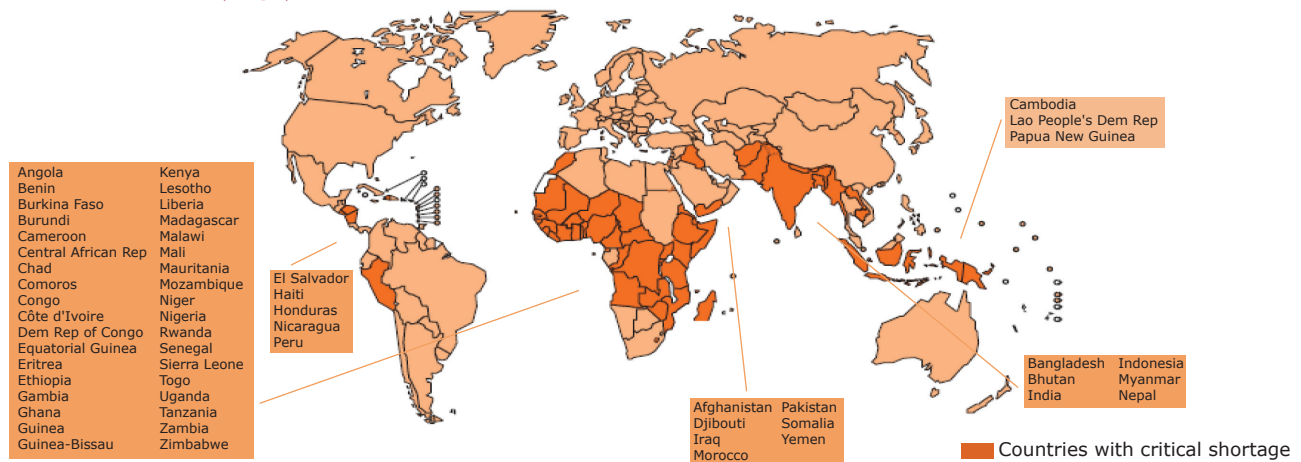 Cambodia
Lao People's Dem Rep
Papua New Guinea
Angola Kenya
Benin Lesotho
Burkina Faso Liberia
Burundi Madagascar
Cameroon Malawi
Central African Rep Mali
Chad Mauritania
Comoros Mozambique
Congo Niger
Côte d'Ivoire Nigeria
Dem Rep of Congo Rwanda
Equatorial Guinea Senegal
Eritrea Sierra Leone
Ethiopia Togo
Gambia Uganda
Ghana Tanzania
Guinea Zambia
Guinea-Bissau Zimbabwe
El Salvador
Haiti
Honduras
Nicaragua
Peru
Bangladesh Indonesia
Bhutan Myanmar
India Nepal
Afghanistan Pakistan
Djibouti Somalia
Iraq Yemen
Morocco
Countries with critical shortage